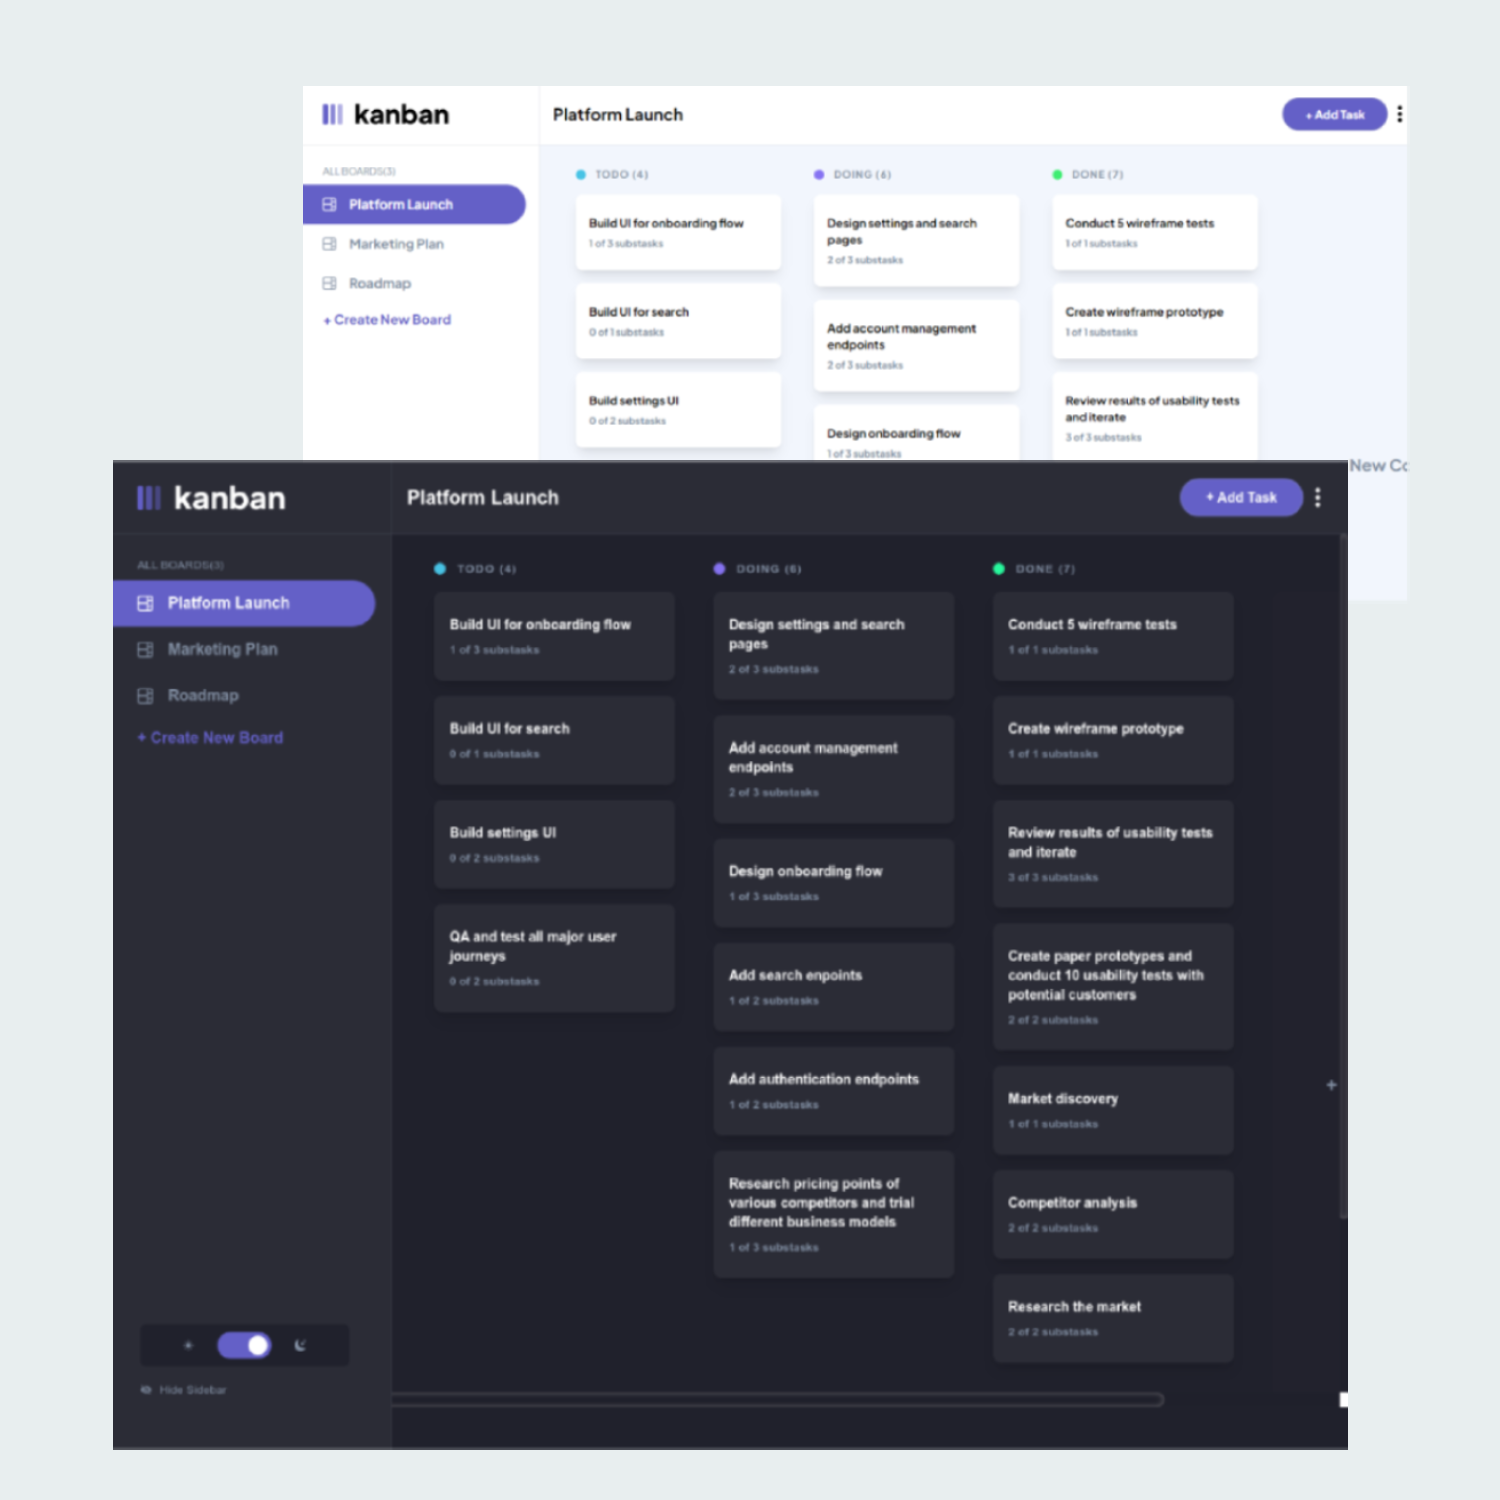 kanban
Platform Launch
+ Add Task
ALL BOARDS(3)
Platform Launch
Marketing Plan
Roadmap
+ Create New Board
TODO (4)
Build UI for onboarding flow
1 of 3 substasks
Build UI for search
0 of 1 substasks
Build settings UI
0 of 2 substasks
DOING (6)
Design settings and search
pages
2 of 3 substasks
Add account management
endpoints
2 of 3 substasks
Design onboarding flow
1 of 3 substasks
DONE (7)
Conduct 5 wireframe tests
1 of 1 substasks
Create wireframe prototype
1 of 1 substasks
Review results of usability tests
and iterate
3 of 3 substasks
New Co
kanban
Platform Launch
+ Add Task
ALL BOARDS(3)
Platform Launch
Marketing Plan
Roadmap
+ Create New Board
Hide Sidebar
TODO (4)
Build UI for onboarding flow
1 of 3 substasks
Build UI for search
0 of 1 substasks
Build settings UI
0 of 2 substasks
QA and test all major user
journeys
0 of 2 substasks
DOING (6)
Design settings and search
pages
2 of 3 substasks
Add account management
endpoints
2 of 3 substasks
Design onboarding flow
1 of 3 substasks
Add search enpoints
1 of 2 substasks
Add authentication endpoints
1 of 2 substasks
Research pricing points of
various competitors and trial
different business models
1 of 3 substasks
DONE (7)
Conduct 5 wireframe tests
1 of 1 substasks
Create wireframe prototype
1 of 1 substasks
Review results of usability tests
and iterate
3 of 3 substasks
Create paper prototypes and
conduct 10 usability tests with
potential customers
2 of 2 substasks
Market discovery
1 of 1 substasks
Competitor analysis
2 of 2 substasks
Research the market
2 of 2 substasks
+